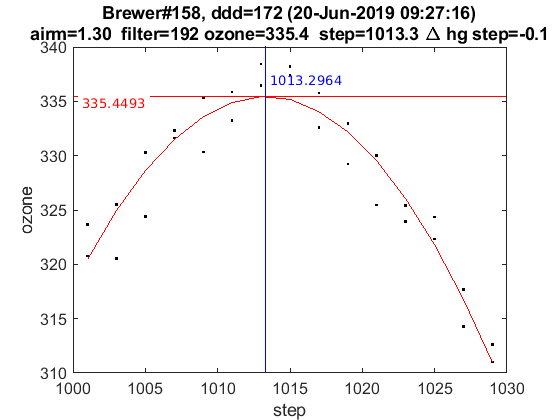 Brewer#158, ddd=172 (20-Jun-2019 09:27:16)
airm=1.30 filter=192 ozone=335.4 step=1013.3 Δ hg step=-0.1
340
1013.2964
335
335.4493
330
ozone
325
320
315
310
1000 1005 1010 1015 1020 1025 1030
step